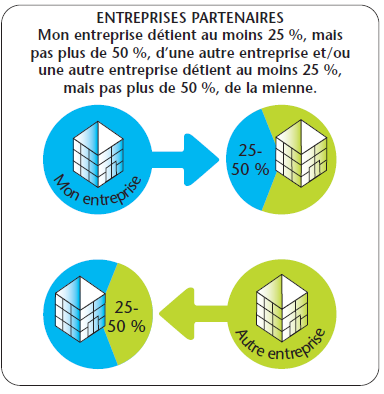 ENTREPRISES PARTENAIRES
Mon entreprise détient au moins 25 %, mais
pas plus de 50 %, d’une autre entreprise et/ou
une autre entreprise détient au moins 25 %,
mais pas plus de 50 %, de la mienne.
Mon entreprise
25-
50 %
25-
50 %
Autre entreprise